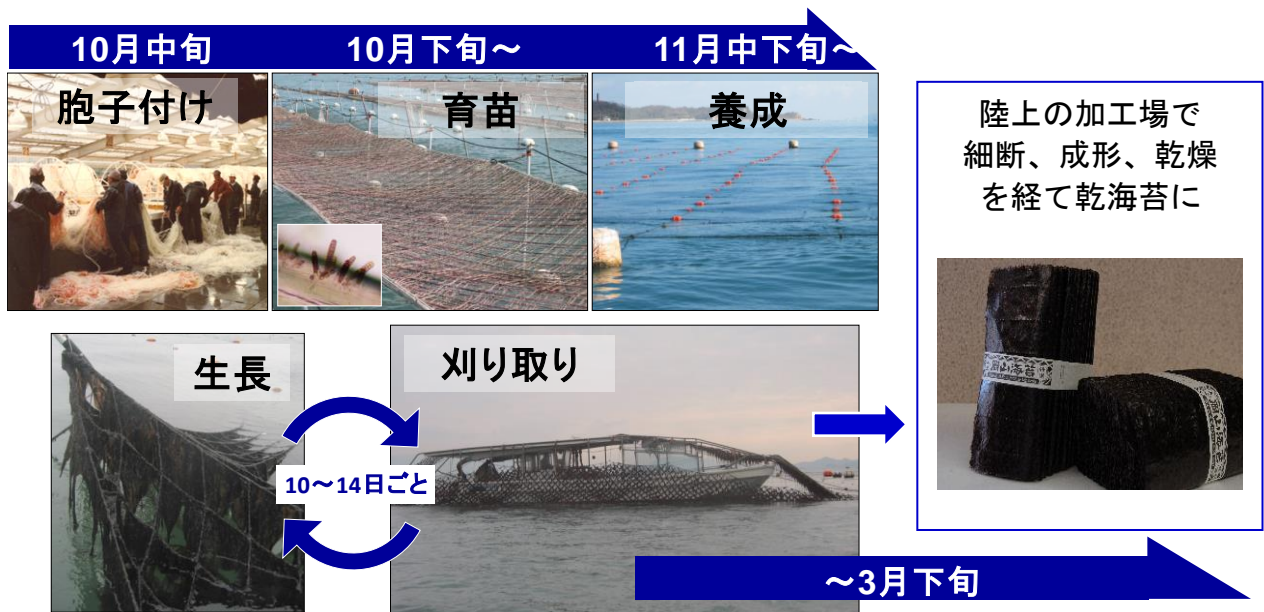 10月中旬
10月下旬～
11月中下旬～
胞子付け
育苗
養成
陸上の加工場で
細断、成形、乾燥
を経て乾海苔に
生長
刈り取り
10～14日ごと
～3月下旬